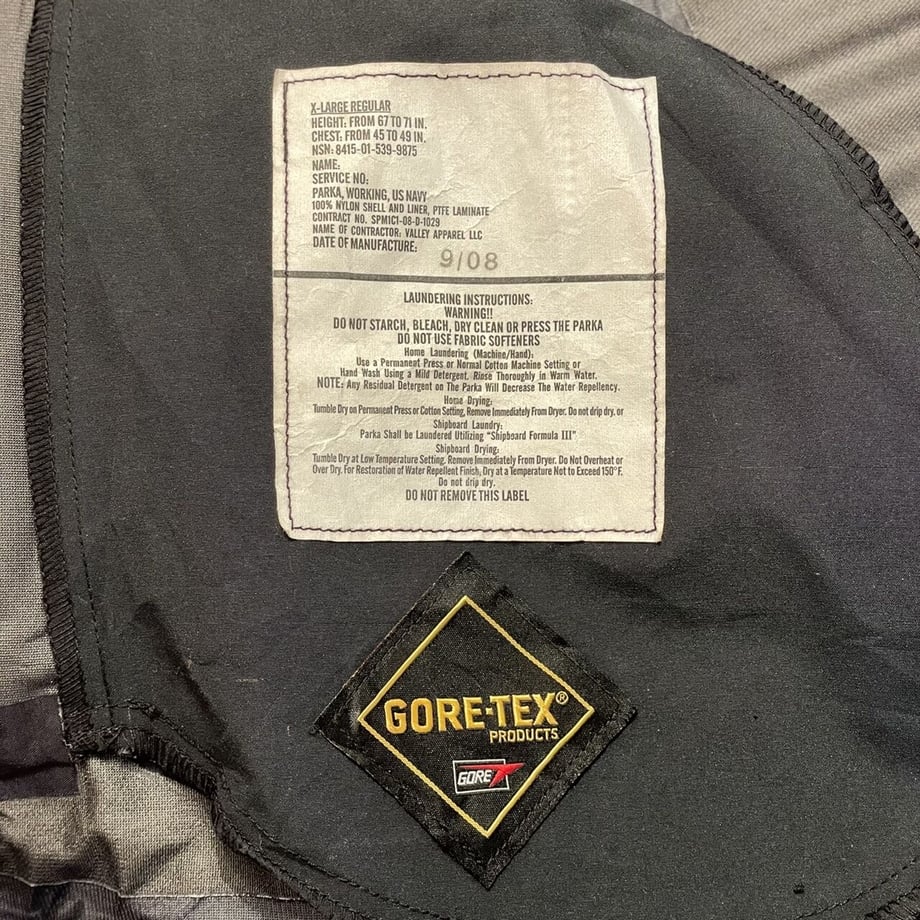 X-LARGE REGULAR
HEIGHT: FROM 67 TO 71 IN.
CHEST: FROM 45 TO 49 IN.
NSN: 8415-01-539-9875
NAME:
SERVICE NO:
PARKA, WORKING, US NAVY
100% NYLON SHELL AND LINER, PTFE LAMINATE
CONTRACT NO. SPM1C1-08-D-1029
NAME OF CONTRACTOR: VALLEY APPAREL LLC
DATE OF MANUFACTURE:
9/08
LAUNDERING INSTRUCTIONS:
WARNING!!
DO NOT STARCH, BLEACH, DRY CLEAN OR PRESS THE PARKA
DO NOT USE FABRIC SOFTENERS
Home Laundering (Machine/Hand):
Use a Permanent Press or Normal Cotton Machine Setting or
Hand Wash Using a Mild Detergent. Rinse Thoroughly in Warm Water.
NOTE: Any Residual Detergent on The Parka Will Decrease The Water Repellency.
Home Drying:
Tumble Dry on Permanent Press or Cotton Setting, Remove Immediately From Dryer. Do not drip dry. or
Shipboard Laundry:
Parka Shall be Laundered Utilizing "Shipboard Formula III"
Shipboard Drying:
Tumble Dry at Low Temperature Setting. Remove Immediately From Dryer. Do Not Overheat or
Over Dry. For Restoration of Water Repellent Finish, Dry at a Temperature Not to Exceed 150°F.
Do not drip dry.
DO NOT REMOVE THIS LABEL
GORE-TEX®
PRODUCTS
GORE